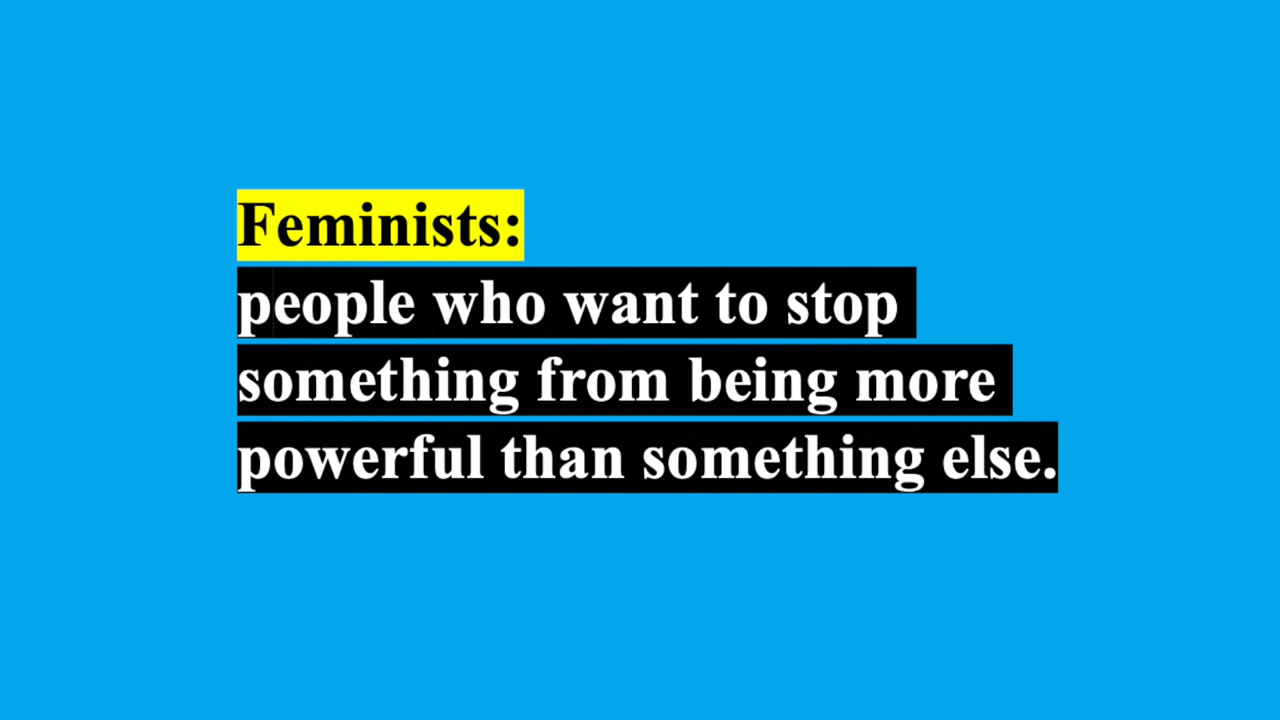 Feminists:
people who want to stop
something from being more
powerful than something else.